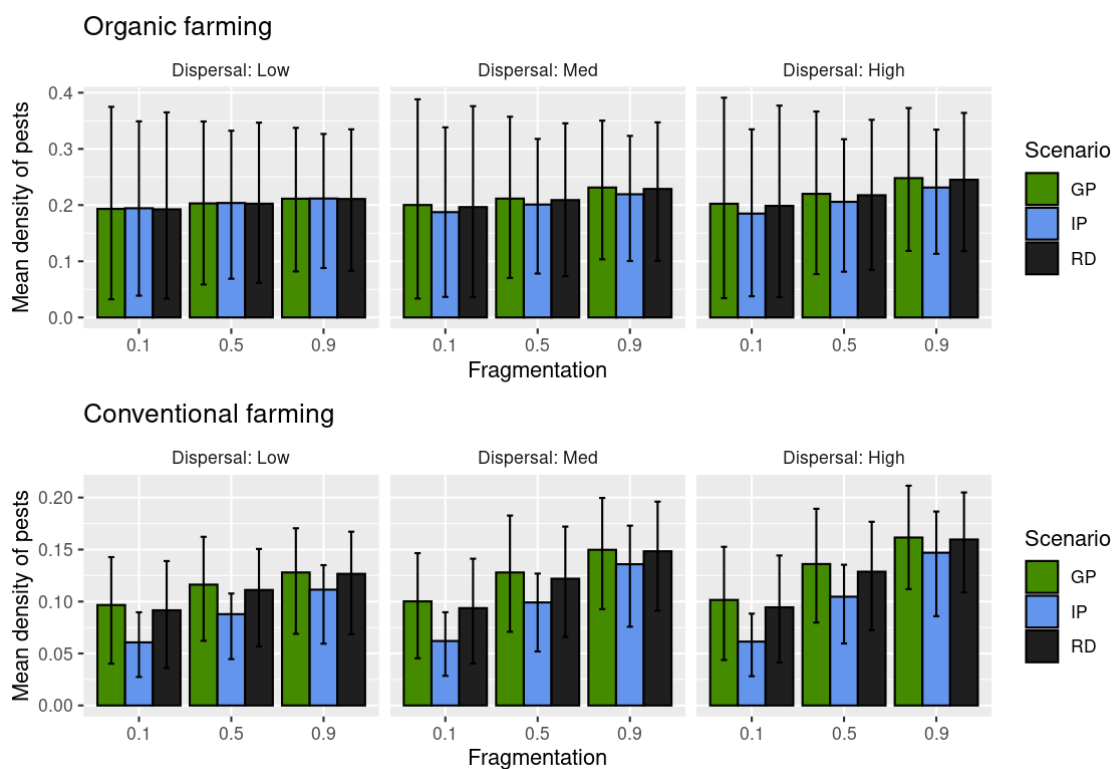 Organic farming
Dispersal: Low
Dispersal: Med
Dispersal: High
Mean density of pests
0.4
0.3
0.2
0.1
0.0
0.1
0.5
0.9
0.1
0.5
0.9
0.1
0.5
0.9
Fragmentation
Scenario
GP
IP
RD
Conventional farming
Dispersal: Low
Dispersal: Med
Dispersal: High
Mean density of pests
0.20
0.15
0.10
0.05
0.00
0.1
0.5
0.9
0.1
0.5
0.9
0.1
0.5
0.9
Fragmentation
Scenario
GP
IP
RD